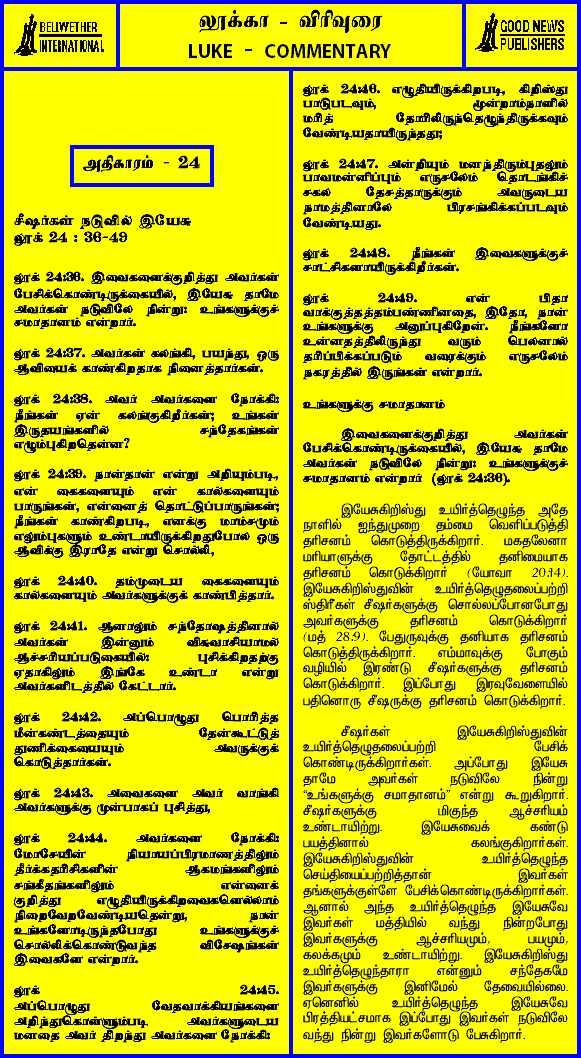 BELLWETHER
INTERNATIONAL
லூக்கா - விரிவுரை
LUKE - COMMENTARY
GOOD NEWS
PUBLISHERS
அதிகாரம் - 24
சீஷர்கள் நடுவில் இயேசு
லூக் 24 : 36-49
லூக் 24:36. இவைகளைக்குறித்து அவர்கள்
பேசிக்கொண்டிருக்கையில், இயேசு தாமே
அவர்கள் நடுவிலே நின்று: உங்களுக்குச்
சமாதானம் என்றார்.
லூக் 24:37. அவர்கள் கலங்கி, பயந்து, ஒரு
ஆவியைக் காண்கிறதாக நினைத்தார்கள்.
லூக் 24:38. அவர் அவர்களை நோக்கி:
நீங்கள் ஏன் கலங்குகிறீர்கள்; உங்கள்
இருதயங்களில் சந்தேகங்கள்
எழும்புகிறதென்ன?
லூக் 24:39. நான்தான் என்று அறியும்படி,
என் கைகளையும் என் கால்களையும்
பாருங்கள், என்னைத் தொட்டுப்பாருங்கள்;
நீங்கள் காண்கிறபடி, எனக்கு மாம்சமும்
எலும்புகளும் உண்டாயிருக்கிறதுபோல ஒரு
ஆவிக்கு இராதே என்று சொல்லி,
லூக் 24:40. தம்முடைய கைகளையும்
கால்களையும் அவர்களுக்குக் காண்பித்தார்.
லூக் 24:41. ஆனாலும் சந்தோஷத்தினால்
அவர்கள் இன்னும் விசுவாசியாமல்
ஆச்சரியப்படுகையில்: புசிக்கிறதற்கு
ஏதாகிலும் இங்கே உண்டா என்று
அவர்களிடத்தில் கேட்டார்.
லூக் 24:42. அப்பொழுது பொரித்த
மீன்கண்டத்தையும் தேன்கூட்டுத்
துணிக்கையையும் அவருக்குக்
கொடுத்தார்கள்.
லூக் 24:43. அவைகளை அவர் வாங்கி
அவர்களுக்கு முன்பாகப் புசித்து,
லூக் 24:44. அவர்களை நோக்கி:
மோசேயின் நியாயப்பிரமாணத்திலும்
தீர்க்கதரிசிகளின் ஆகமங்களிலும்
சங்கீதங்களிலும் என்னைக்
குறித்து எழுதியிருக்கிறவைகளெல்லாம்
நிறைவேறவேண்டியதென்று, நான்
உங்களோடிருந்தபோது உங்களுக்குச்
சொல்லிக்கொண்டுவந்த விசேஷங்கள்
இவைகளே என்றார்.
லூக் 24:45.
அப்பொழுது வேதவாக்கியங்களை
அறிந்துகொள்ளும்படி அவர்களுடைய
மனதை அவர் திறந்து அவர்களை நோக்கி:
லூக் 24:46. எழுதியிருக்கிறபடி, கிறிஸ்து
பாடுபடவும், மூன்றாம்நாளில்
மரித் தோரிலிருந்தெழுந்திருக்கவும்
வேண்டியதாயிருந்தது;
லூக் 24:47. அன்றியும் மனந்திரும்புதலும்
பாவமன்னிப்பும் எருசலேம் தொடங்கிச்
சகல தேசத்தாருக்கும் அவருடைய
நாமத்தினாலே பிரசங்கிக்கப்படவும்
வேண்டியது.
லூக் 24:48. நீங்கள் இவைகளுக்குச்
சாட்சிகளாயிருக்கிறீர்கள்.
லூக் 24:49. என் பிதா
வாக்குத்தத்தம்பண்ணினதை, இதோ, நான்
உங்களுக்கு அனுப்புகிறேன். நீங்களோ
உன்னதத்திலிருந்து வரும் பெலனால்
தரிப்பிக்கப்படும் வரைக்கும் எருசலேம்
நகரத்தில் இருங்கள் என்றார்.
உங்களுக்கு சமாதானம்
இவைகளைக்குறித்து அவர்கள்
பேசிக்கொண்டிருக்கையில், இயேசு தாமே
அவர்கள் நடுவிலே நின்று: உங்களுக்குச்
சமாதானம் என்றார் (லூக் 24:36).
இயேசுகிறிஸ்து உயிர்த்தெழுந்த அதே
நாளில் ஐந்துமுறை தம்மை வெளிப்படுத்தி
தரிசனம் கொடுத்திருக்கிறார். மகதலேனா
மரியாளுக்கு தோட்டத்தில் தனிமையாக
தரிசனம் கொடுக்கிறார் (யோவா 20:14).
இயேசுகிறிஸ்துவின் உயிர்த்தெழுதலைப்பற்றி
ஸ்திரீகள் சீஷர்களுக்கு சொல்லப்போனபோது
அவர்களுக்கு தரிசனம் கொடுக்கிறார்
(மத் 28:9). பேதுருவுக்கு தனியாக தரிசனம்
கொடுத்திருக்கிறார். எம்மாவுக்கு போகும்
வழியில் இரண்டு சீஷர்களுக்கு தரிசனம்
கொடுக்கிறார். இப்போது இரவுவேளையில்
பதினொரு சீஷருக்கு தரிசனம் கொடுக்கிறார்.
சீஷர்கள் இயேசுகிறிஸ்துவின்
உயிர்த்தெழுதலைப்பற்றி பேசிக்
கொண்டிருக்கிறார்கள். அப்போது இயேசு
தாமே அவர்கள் நடுவிலே நின்று
“உங்களுக்கு சமாதானம்” என்று கூறுகிறார்.
சீஷர்களுக்கு மிகுந்த ஆச்சரியம்
உண்டாயிற்று. இயேசுவைக் கண்டு
பயத்தினால் கலங்குகிறார்கள்.
இயேசுகிறிஸ்துவின் உயிர்த்தெழுந்த
செய்தியைப்பற்றித்தான் இவர்கள்
தங்களுக்குள்ளே பேசிக்கொண்டிருக்கிறார்கள்.
ஆனால் அந்த உயிர்த்தெழுந்த இயேசுவே
இவர்கள் மத்தியில் வந்து நின்றபோது
இவர்களுக்கு ஆச்சரியமும், பயமும்,
கலக்கமும் உண்டாயிற்று. இயேசுகிறிஸ்து
உயிர்த்தெழுந்தாரா என்னும் சந்தேகமே
இவர்களுக்கு இனிமேல் தேவையில்லை.
ஏனெனில் உயிர்த்தெழுந்த இயேசுவே
பிரத்தியட்சமாக இப்போது இவர்கள் நடுவிலே
வந்து நின்று இவர்களோடு பேசுகிறார்.